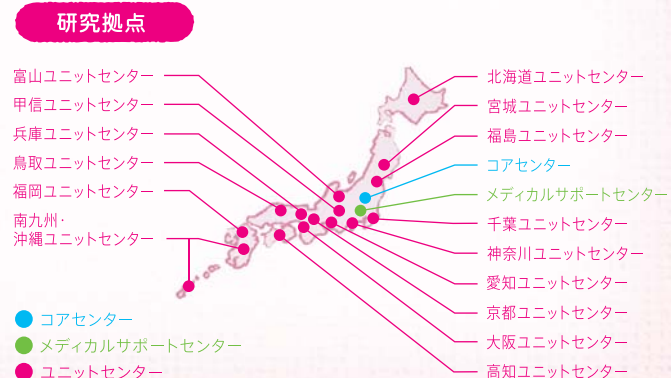 研究拠点
富山ユニットセンター
甲信ユニットセンター
兵庫ユニットセンター
鳥取ユニットセンター
福岡ユニットセンター
南九州･
沖縄ユニットセンター
北海道ユニットセンター
宮城ユニットセンター
福島ユニットセンター
コアセンター
メディカルサポートセンター
千葉ユニットセンター
神奈川ユニットセンター
愛知ユニットセンター
京都ユニットセンター
大阪ユニットセンター
高知ユニットセンター
コアセンター
メディカルサポートセンター
ユニットセンター